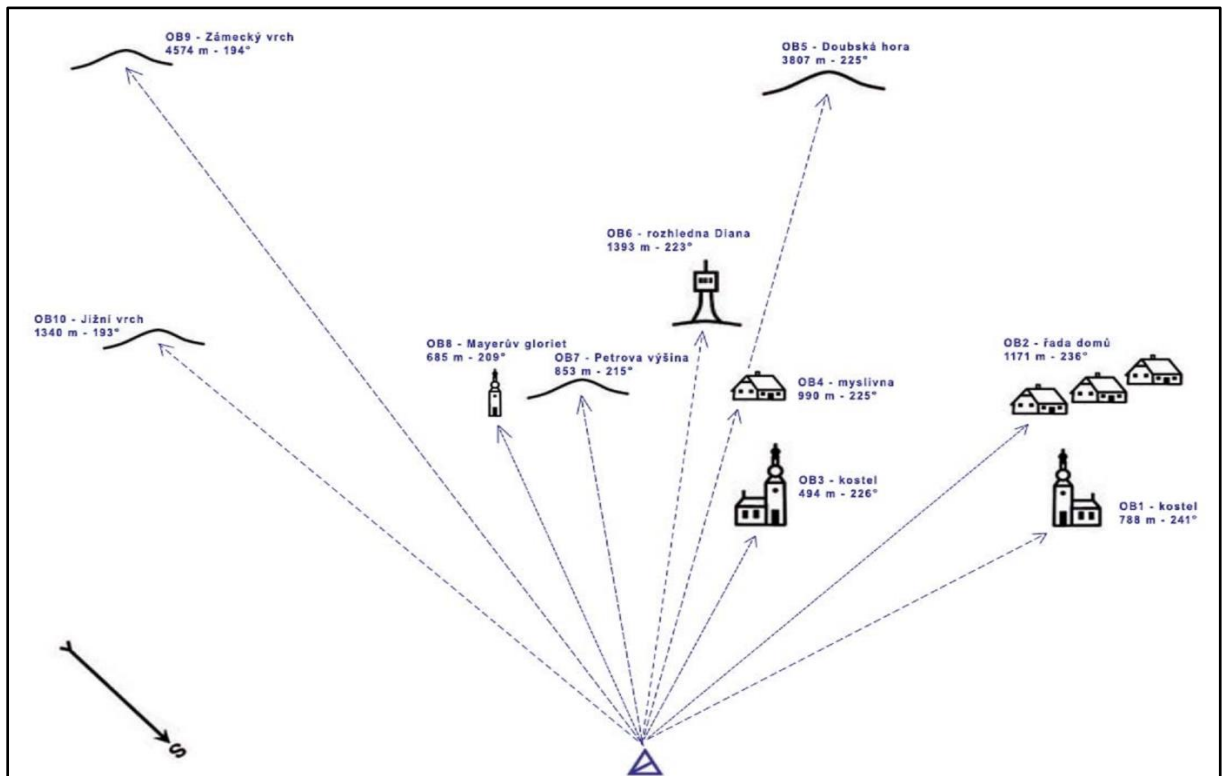 OB9 - Zámecký vrch
4574 m - 194°
OB5 - Doubská hora
3807 m - 225°
OB6 - rozhledna Diana
1393 m - 223°
OB10 - Jižní vrch
1340 m - 193°
OB8 - Mayerův gloriet
685 m - 209°
OB7 - Petrova výšina
853 m - 215°
OB4 - myslivna
990 m - 225°
OB2 - řada domů
1171 m - 236°
OB3 - kostel
494 m - 226°
OB1 - kostel
788 m - 241°
S